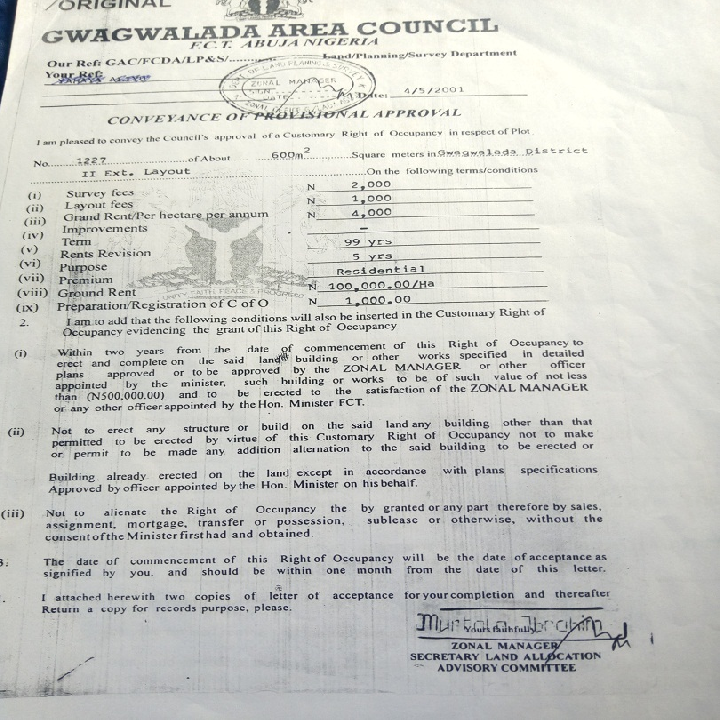 /ORIGINAL
GWAGWALADA AREA COUNCIL
F.C.T. ABUJA NIGERIA
Our Ref: GAC/FCDA/LP&S/............ Land/Planning/Survey Department
Your Ref:
ZONAL MANAGER
Date: 4/5/2001
CONVEYANCE OF PROVISIONAL APPROVAL
I am pleased to convey the Council's approval of a Customary Right of Occupancy in respect of Plot
No. 1227 of About 600m² Square meters in Gwagwalada District
II Ext. Layout On the following terms/conditions
(i) Survey fees N 2,000
(ii) Layout fees N 1,000
(iii) Grand Rent/Per hectare per annum N 4,000
(iv) Improvements –
(v) Term 99 yrs
(vi) Rents Revision 5 yrs
(vii) Purpose Residential
(viii) Premium N 100,000.00/Ha
(ix) Ground Rent N 1,000.00
Preparation/Registration of C of O
2. I am to add that the following conditions will also be inserted in the Customary Right of
Occupancy evidencing the grant of this Right of Occupancy
(i) Within two years from the date of commencement of this Right of Occupancy to
erect and complete on the said land building or other works specified in detailed
plans approved or to be approved by the ZONAL MANAGER or other officer
appointed by the minister, such building or works to be of such value of not less
than (N500.000.00) and to be erected to the satisfaction of the ZONAL MANAGER
or any other officer appointed by the Hon. Minister FCT.
(ii) Not to erect any structure or build on the said land any building other than that
permitted to be erected by virtue of this Customary Right of Occupancy not to make
or permit to be made any addition alternation to the said building to be erected or
Building already erected on the land except in accordance with plans specifications
Approved by officer appointed by the Hon. Minister on his behalf.
(iii) Not to alienate the Right of Occupancy the by granted or any part therefore by sales,
assignment, mortgage, transfer or possession, sublease or otherwise, without the
consent of the Minister first had and obtained
3. The date of commencement of this Right of Occupancy will be the date of acceptance as
signified by you, and should be within one month from the date of this letter.
I attached herewith two copies of letter of acceptance for your completion and thereafter
Return a copy for records purpose, please.
Murtala Ibrahim
Yours faithfully
ZONAL MANAGER
SECRETARY LAND ALLOCATION
ADVISORY COMMITTEE